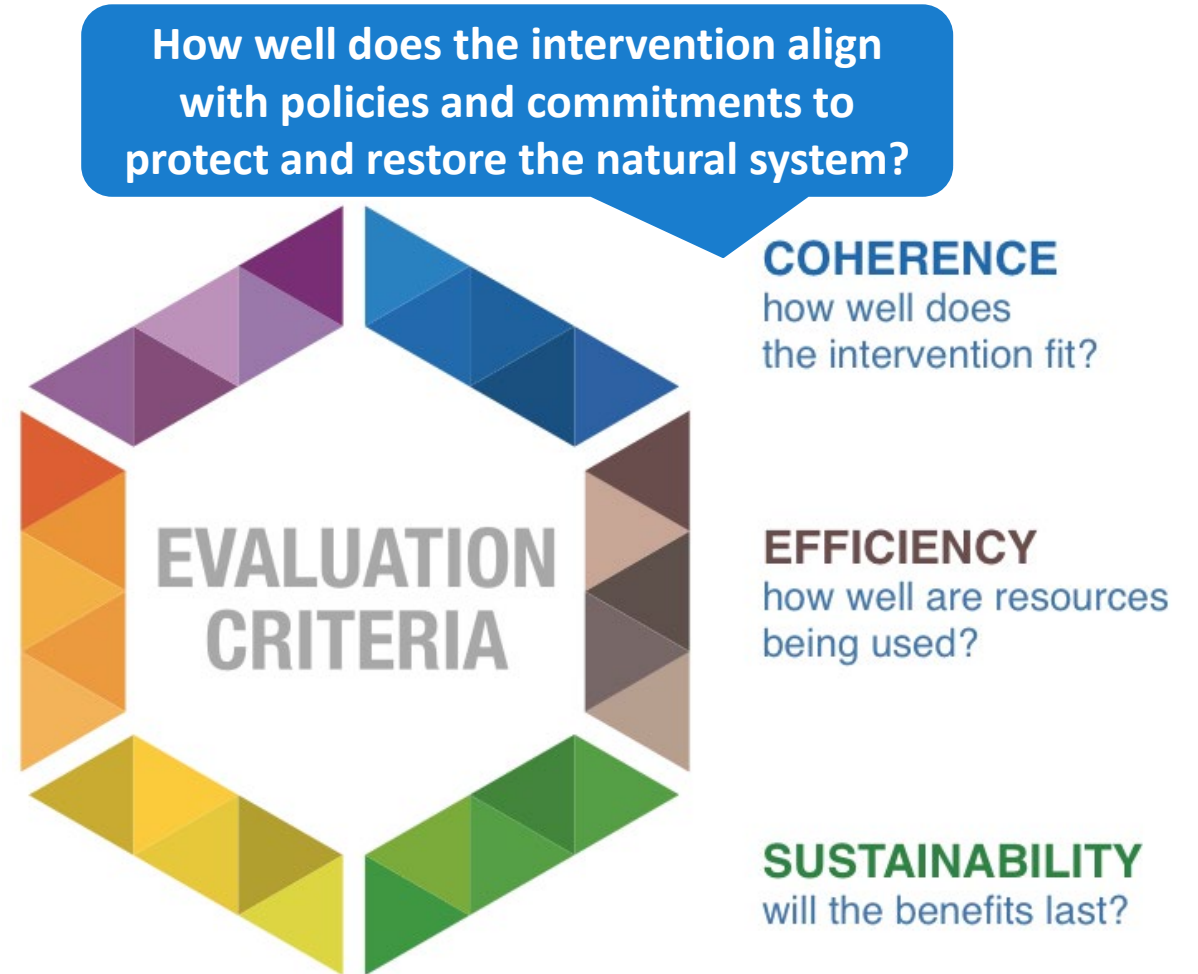 How well does the intervention align
with policies and commitments to
protect and restore the natural system?
COHERENCE
how well does
the intervention fit?
EVALUATION
CRITERIA
EFFICIENCY
how well are resources
being used?
SUSTAINABILITY
will the benefits last?